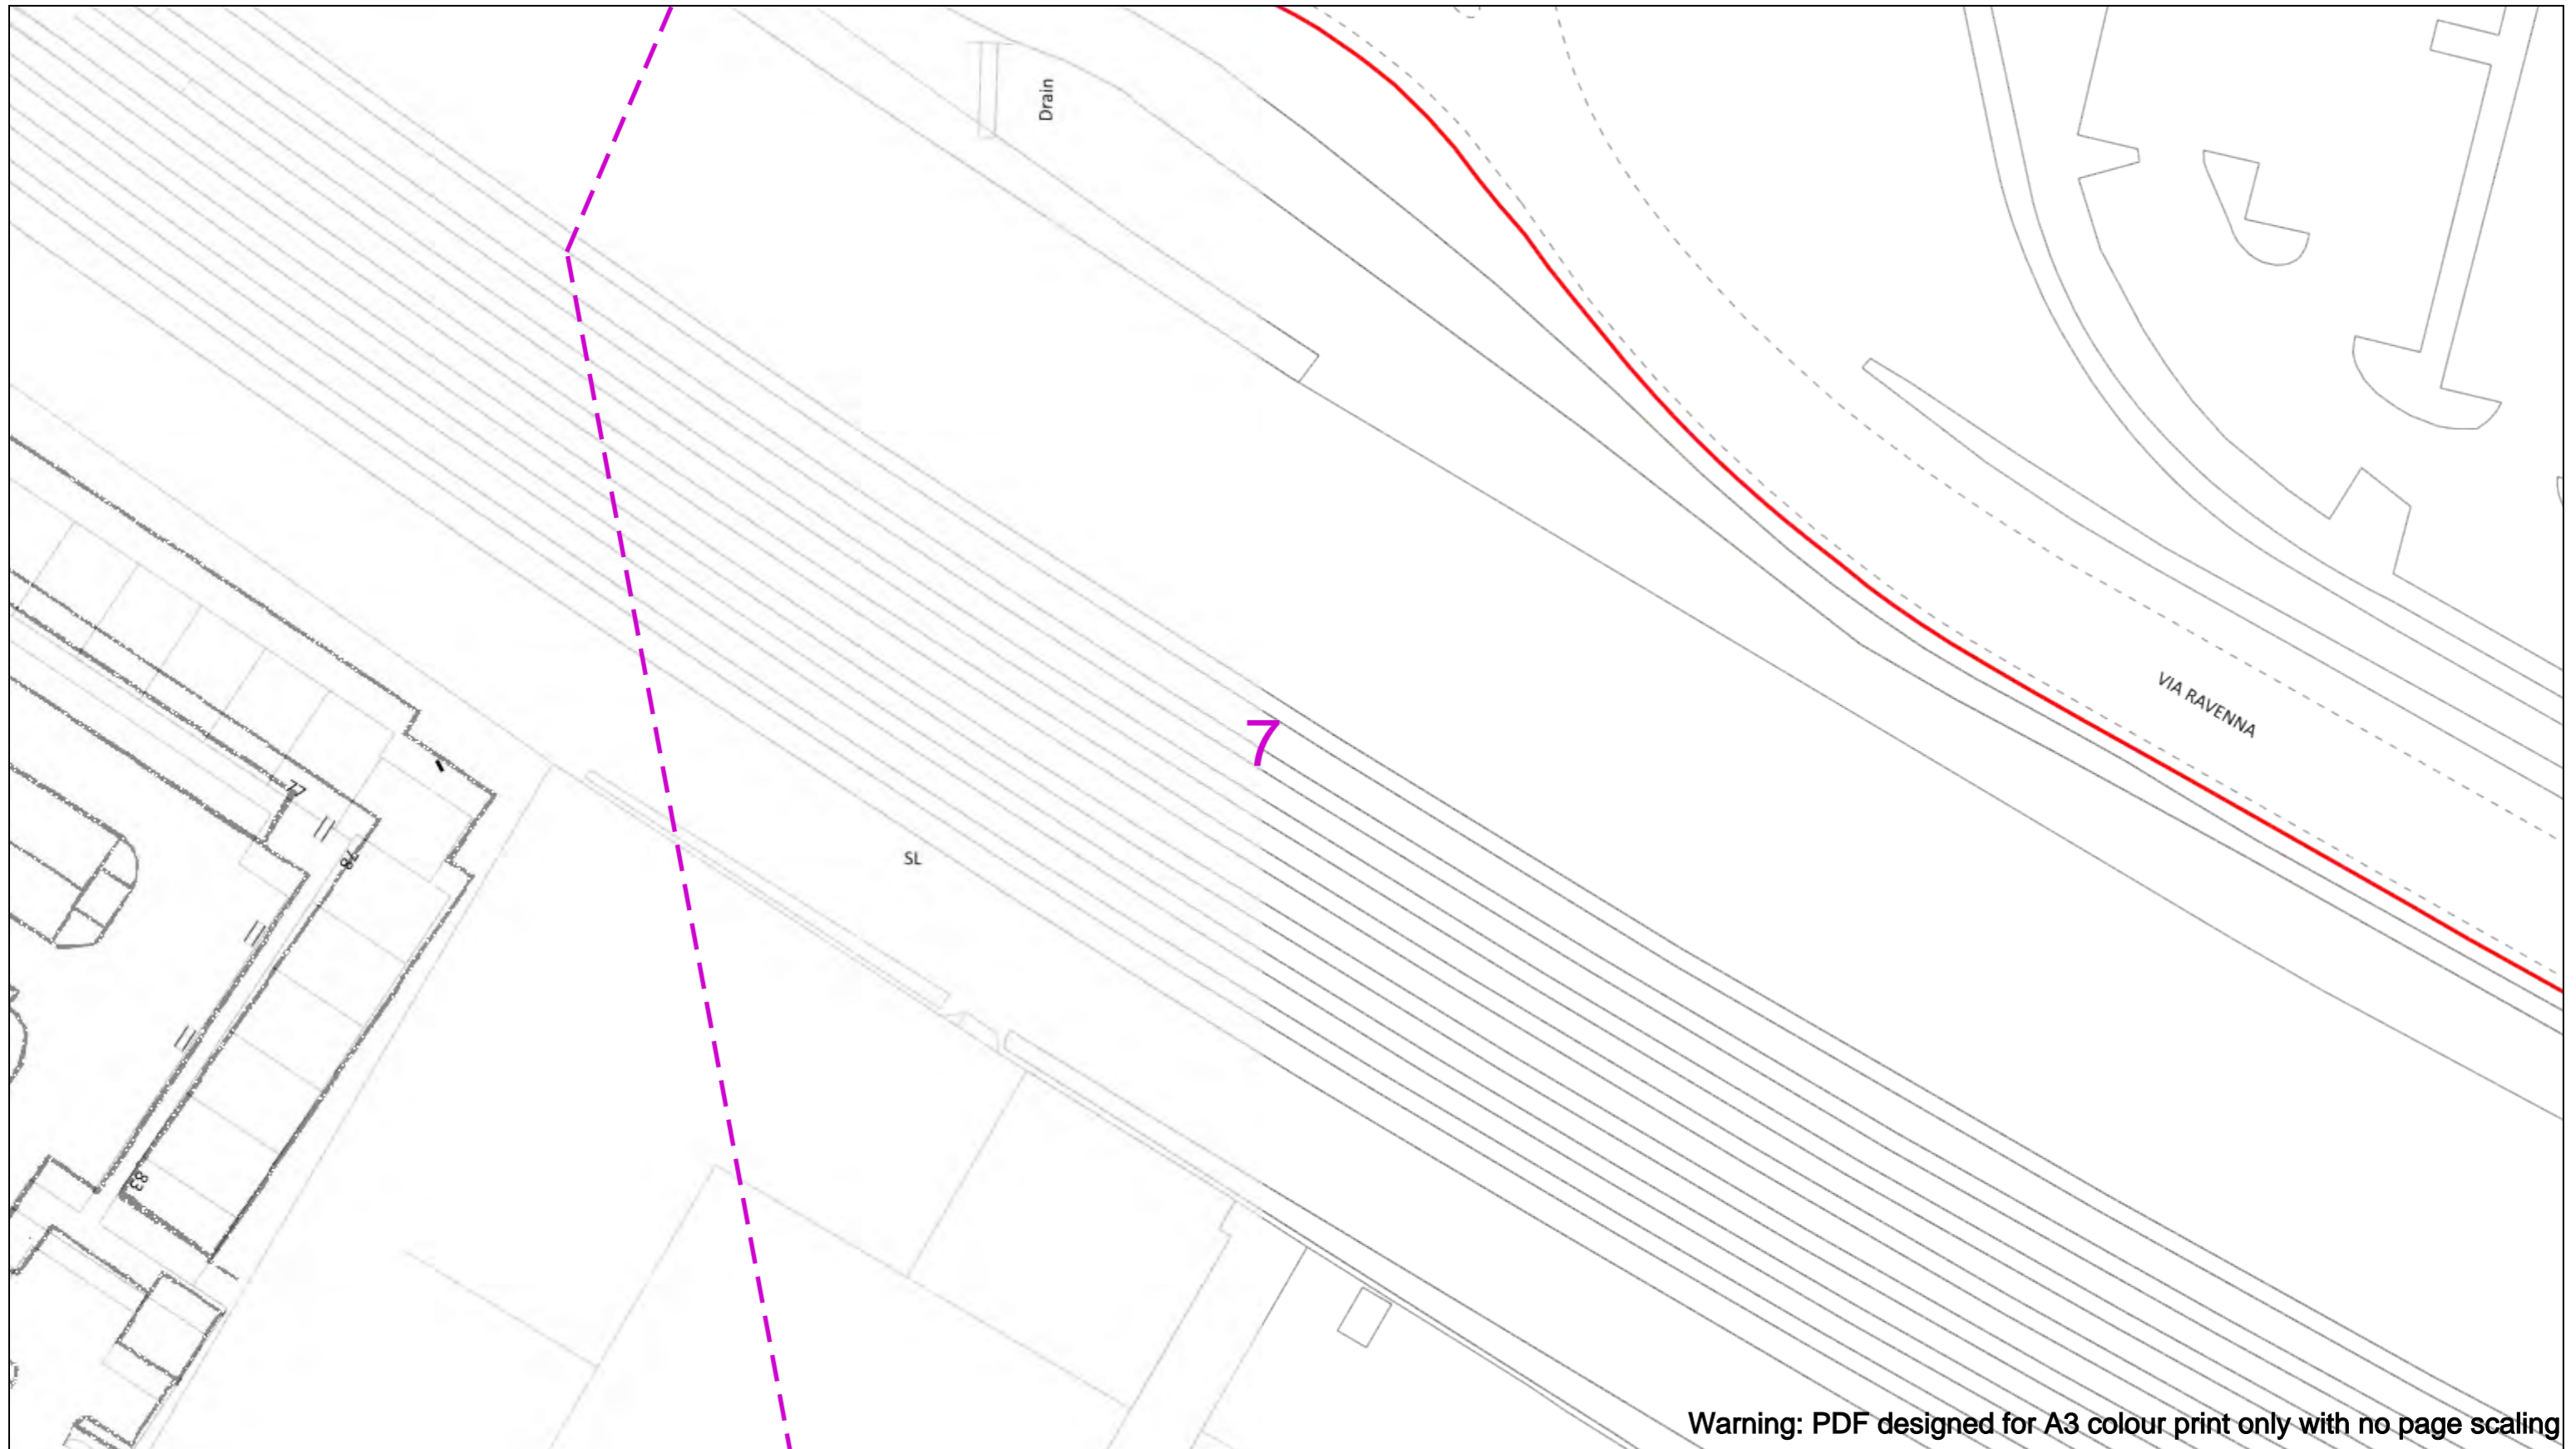 Drain
VIA RAVENNA
7
77
78
SL
83
Warning: PDF designed for A3 colour print only with no page scaling